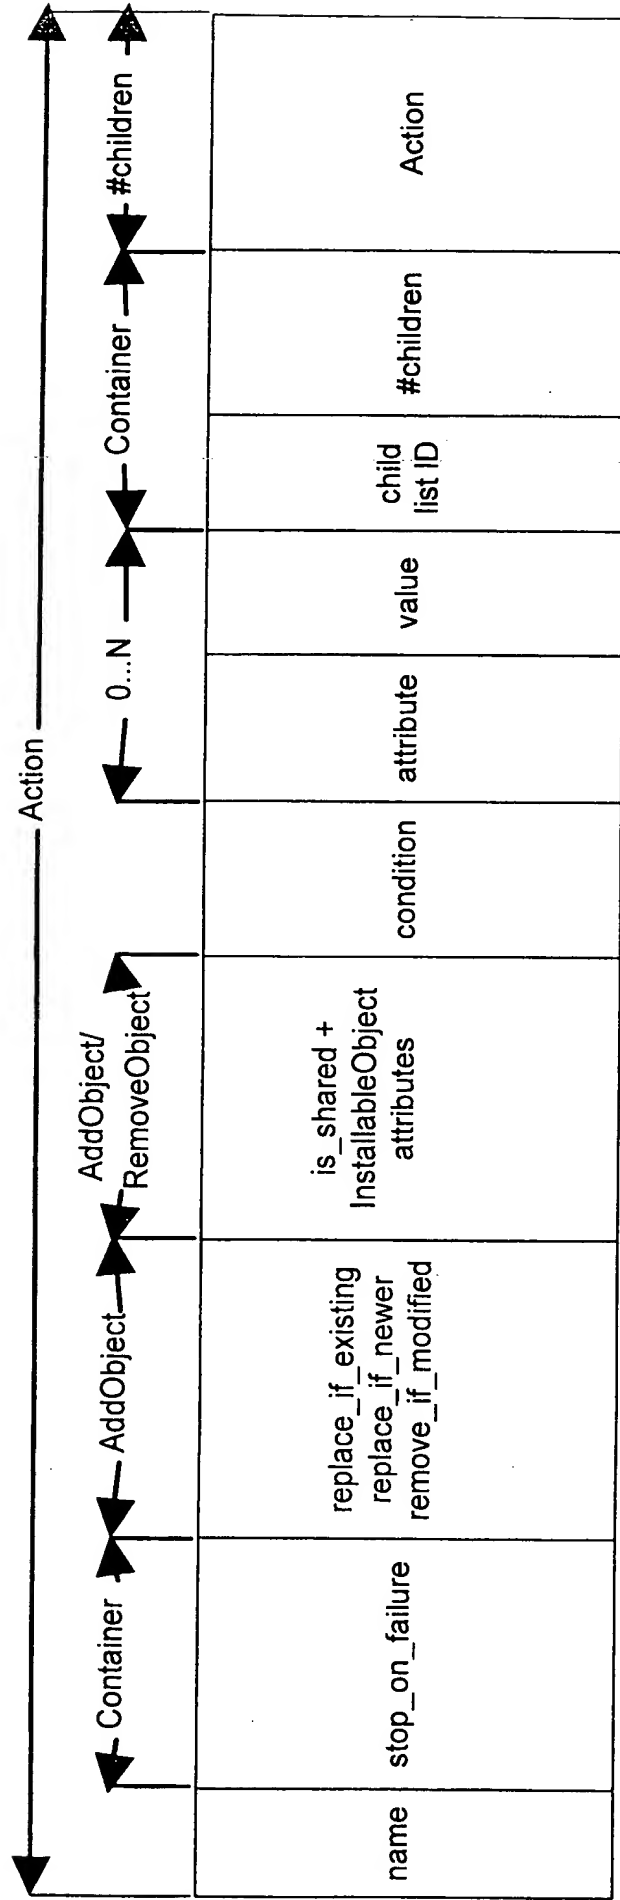 Action
Container
AddObject
AddObject/
RemoveObject
0...N
Container
#children
name
stop_on_failure
replace_if_existing
replace_if_newer
remove_if_modified
is_shared +
InstallableObject
attributes
condition
attribute
value
child
list ID
#children
Action